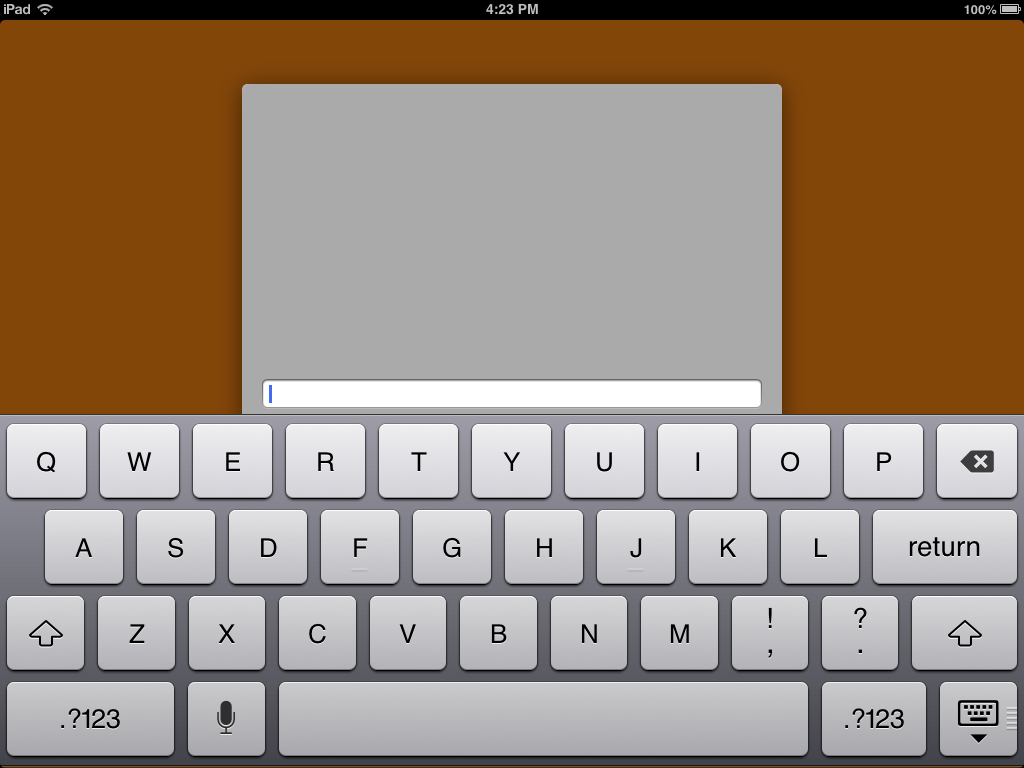 iPad 4:23 PM 100%
Q W E R T Y U I O P
A S D F G H J K L return
Z X C V B N M ! , ? .
.?123 .?123